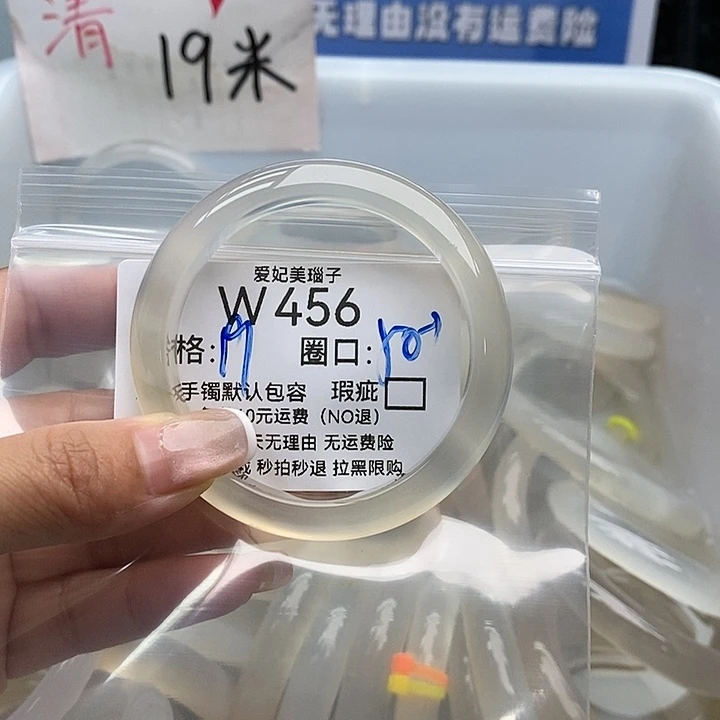 清 19米
无理由没有运费险
爱妃美瑙子
W456
格:19 圈口:50
手镯默认包容 瑕疵
0元运费（NO退）
天无理由 无运费险
秒拍秒退 拉黑限购